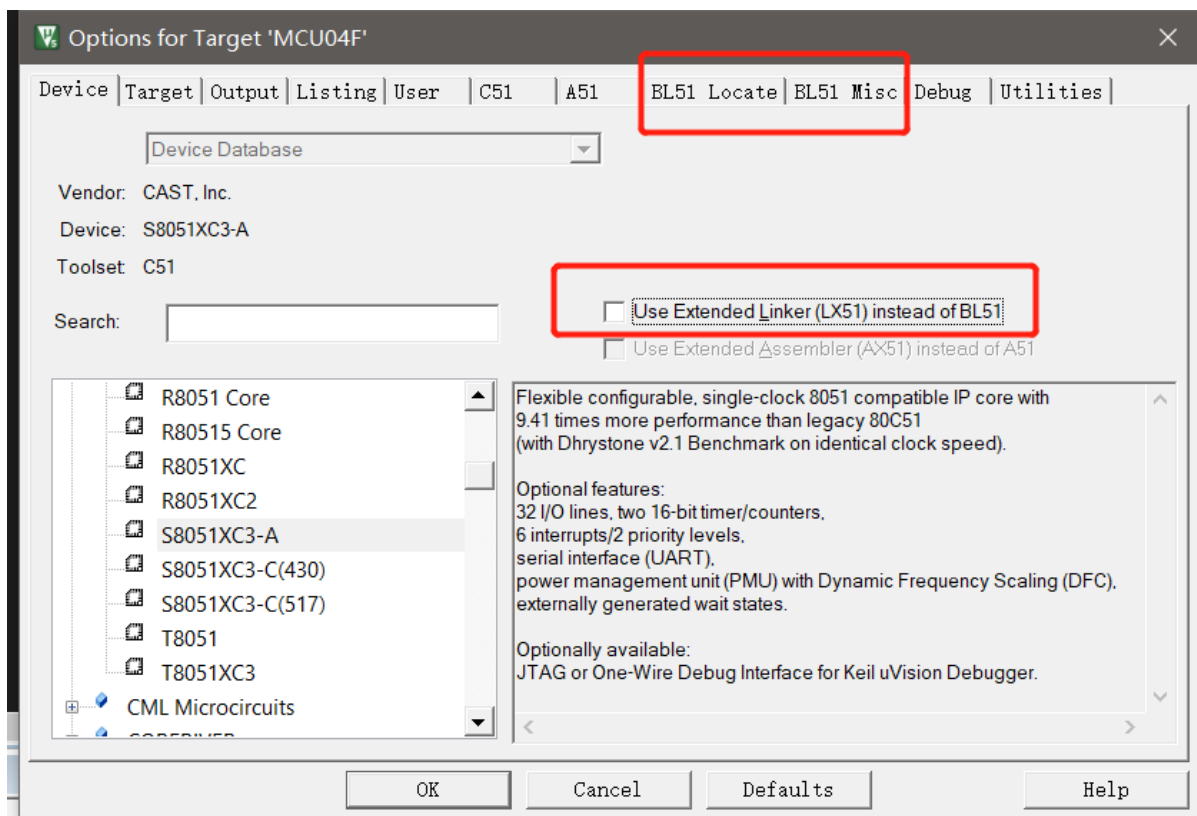 Options for Target 'MCU04F'
Device Target Output Listing User C51 A51 BL51 Locate BL51 Misc Debug Utilities
Device Database
Vendor: CAST, Inc.
Device: S8051XC3-A
Toolset: C51
Search:
Use Extended Linker (LX51) instead of BL51
Use Extended Assembler (AX51) instead of A51
R8051 Core
R80515 Core
R8051XC
R8051XC2
S8051XC3-A
S8051XC3-C(430)
S8051XC3-C(517)
T8051
T8051XC3
CML Microcircuits
Flexible configurable, single-clock 8051 compatible IP core with
9.41 times more performance than legacy 80C51
(with Dhrystone v2.1 Benchmark on identical clock speed).
Optional features:
32 I/O lines, two 16-bit timer/counters,
6 interrupts/2 priority levels,
serial interface (UART),
power management unit (PMU) with Dynamic Frequency Scaling (DFC),
externally generated wait states.
Optionally available:
JTAG or One-Wire Debug Interface for Keil uVision Debugger.
OK Cancel Defaults Help